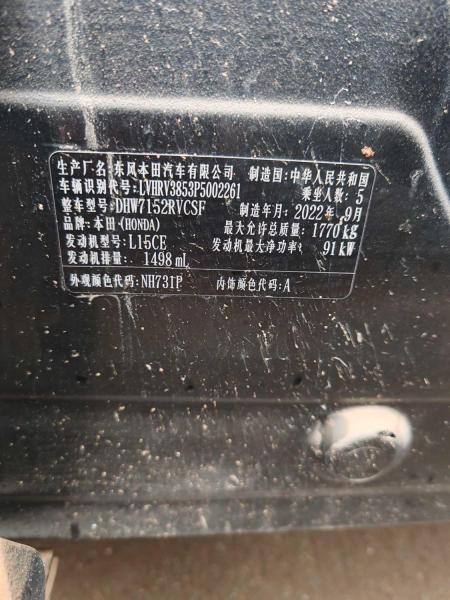 生产厂名:东风本田汽车有限公司 制造国:中华人民共和国
车辆识别代号:LVHRV3853P5002261 乘坐人数:5
整车型号:DHW7152RVCSF 制造年月:2022年 9月
品牌:本田(HONDA) 最大允许总质量:1770kg
发动机型号:L15CE 发动机最大净功率:91kW
发动机排量:1498 mL
外观颜色代码:NH731P 内饰颜色代码:A